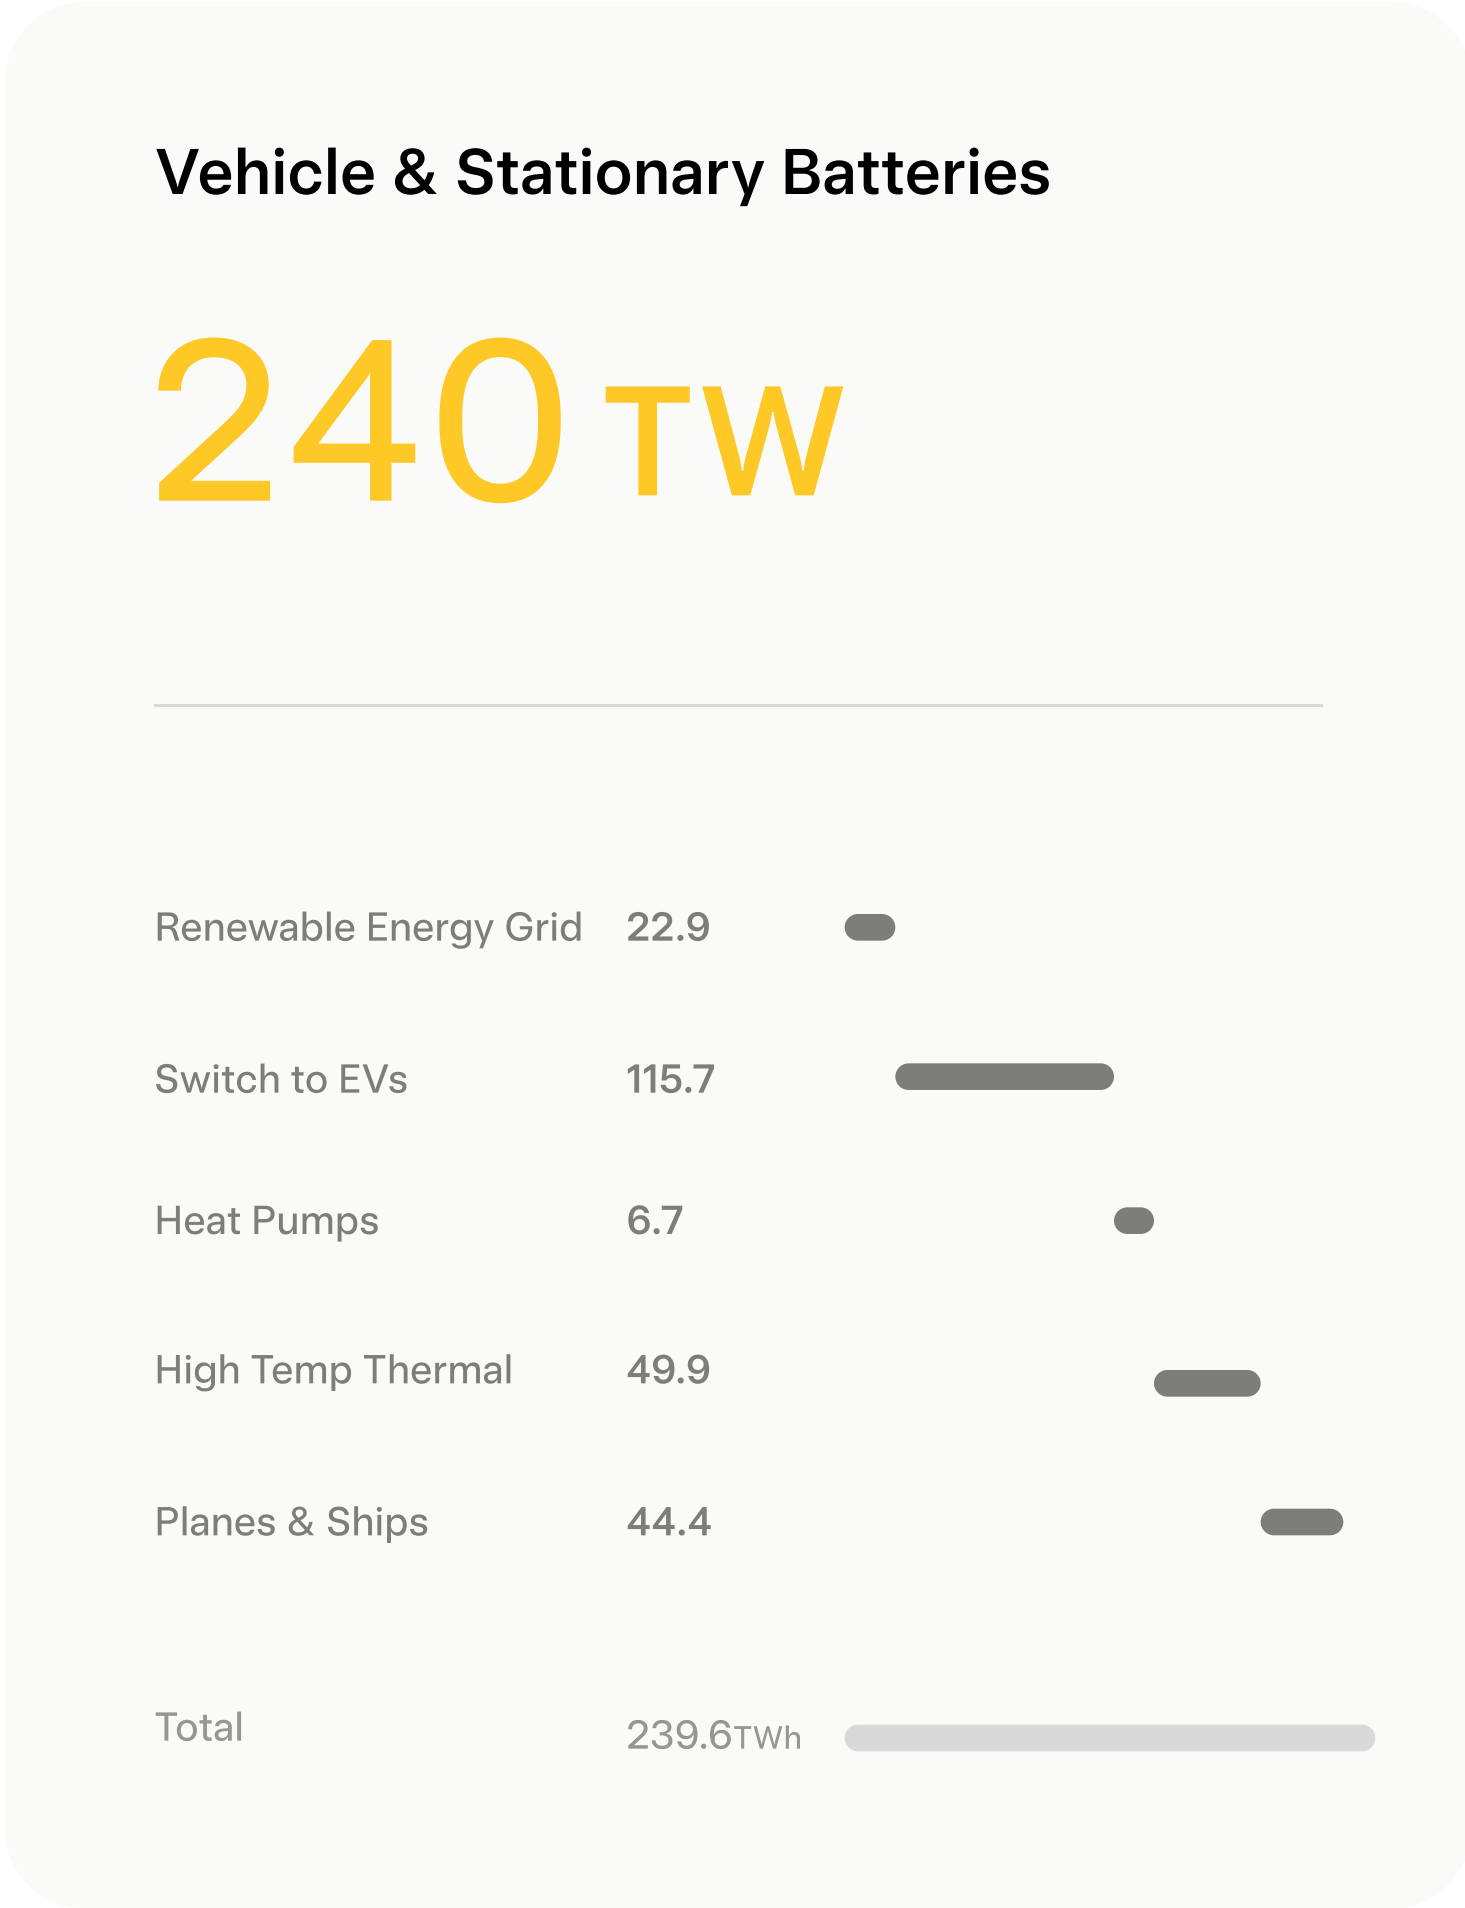 Vehicle & Stationary Batteries
240 TW
Renewable Energy Grid 22.9
Switch to EVs 115.7
Heat Pumps 6.7
High Temp Thermal 49.9
Planes & Ships 44.4
Total 239.6TWh